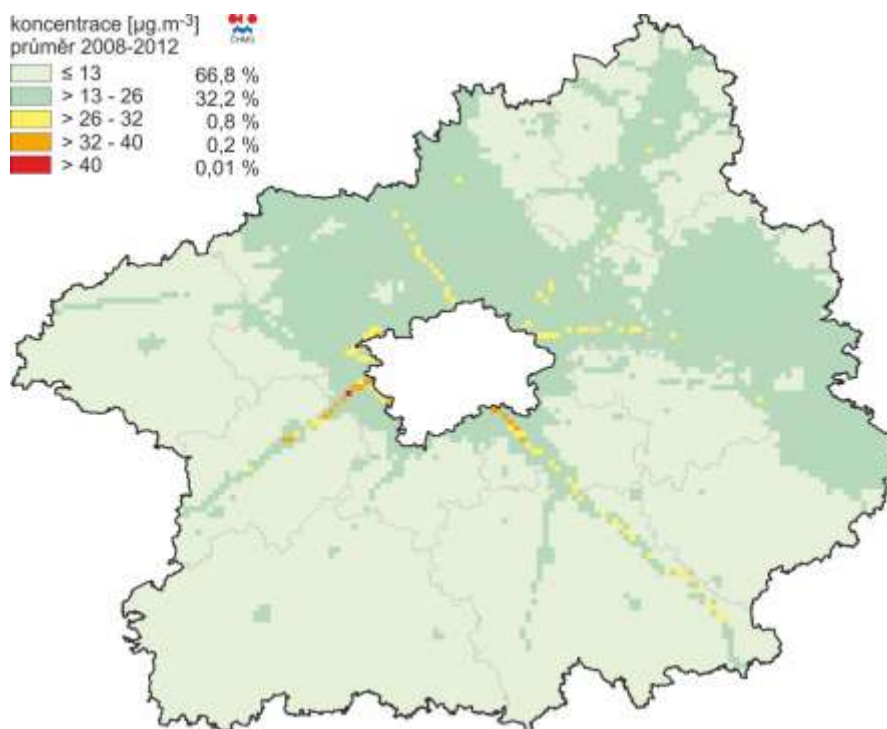 koncentrace [µg.m⁻³]
průměr 2008-2012
ČHMÚ
≤ 13 66,8 %
> 13 - 26 32,2 %
> 26 - 32 0,8 %
> 32 - 40 0,2 %
> 40 0,01 %